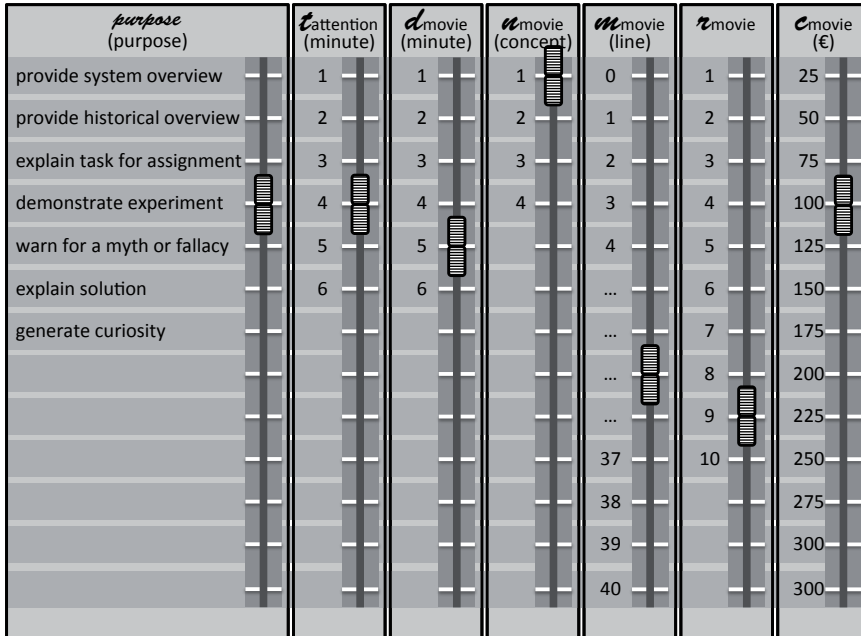 purpose tattention dmovie nmovie mmovie rmovie cmovie
(purpose) (minute) (minute) (concept) (line) (€)
provide system overview 1 1 1 0 1 25
provide historical overview 2 2 2 1 2 50
explain task for assignment 3 3 3 2 3 75
demonstrate experiment 4 4 4 3 4 100
warn for a myth or fallacy 5 5 4 5 125
explain solution 6 6 ... 6 150
generate curiosity ... 7 175
... 8 200
... 9 225
37 10 250
38 275
39 300
40 300